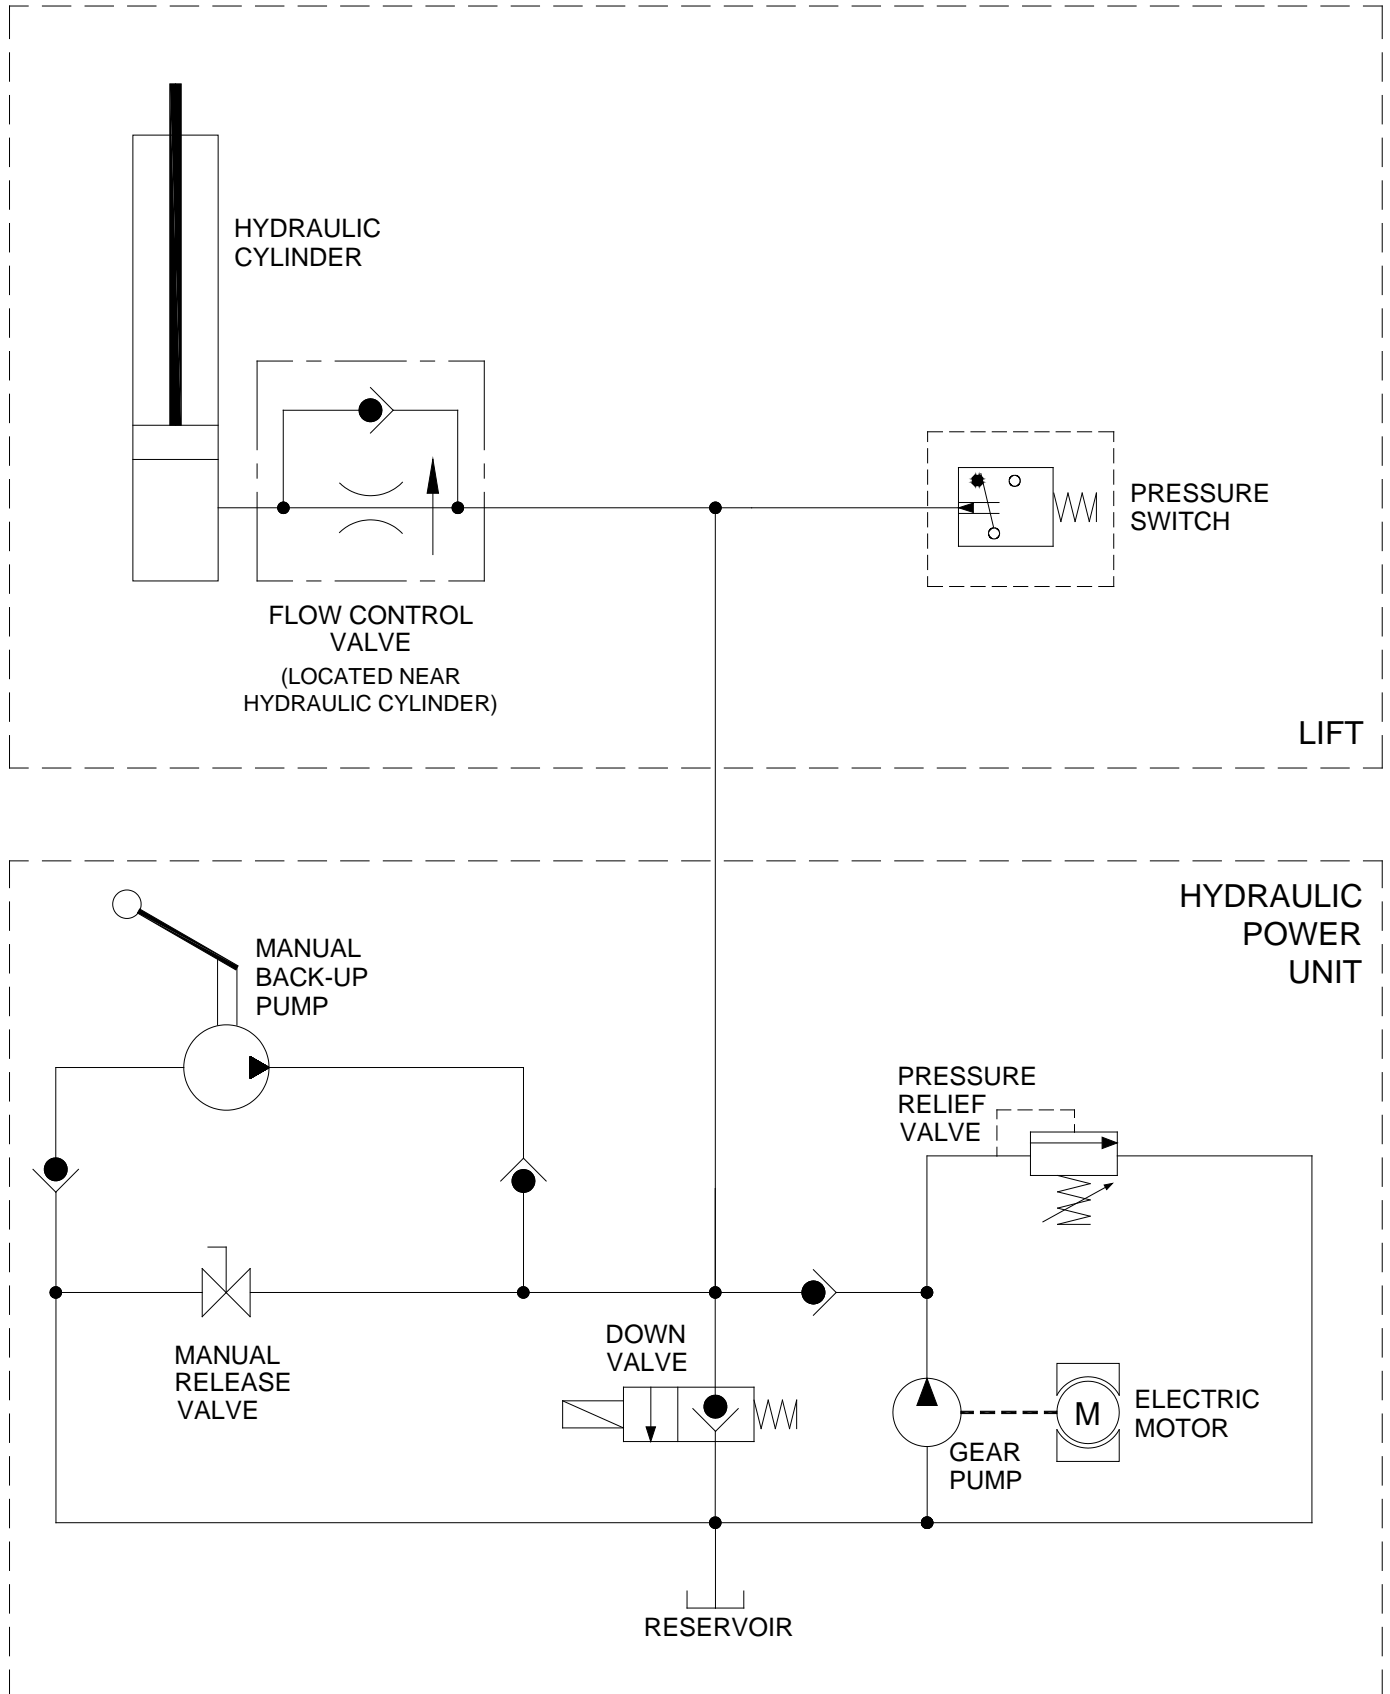 HYDRAULIC
CYLINDER
PRESSURE
SWITCH
FLOW CONTROL
VALVE
(LOCATED NEAR
HYDRAULIC CYLINDER)
LIFT
HYDRAULIC
POWER
UNIT
MANUAL
BACK-UP
PUMP
PRESSURE
RELIEF
VALVE
DOWN
VALVE
MANUAL
RELEASE
VALVE
M
ELECTRIC
MOTOR
GEAR
PUMP
RESERVOIR